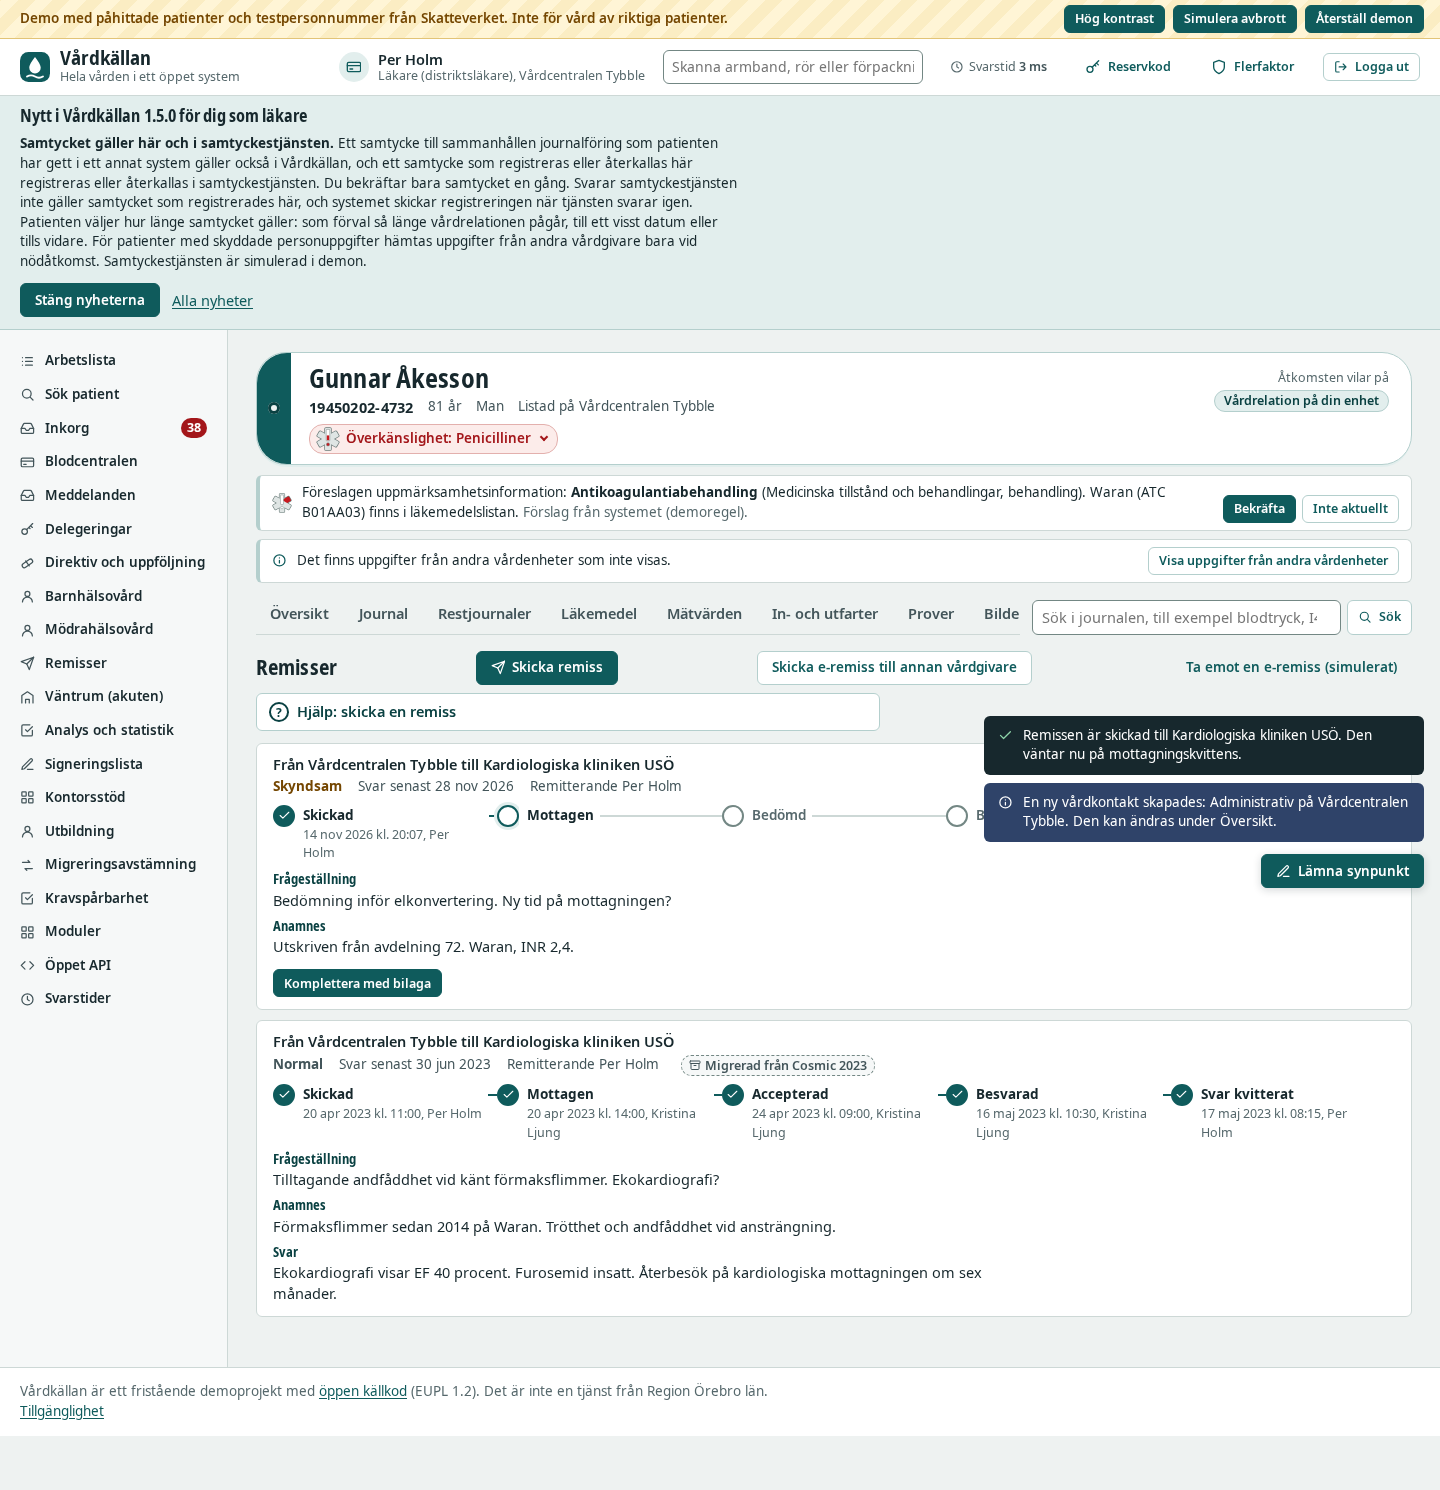 Demo med påhittade patienter och testpersonnummer från Skatteverket. Inte för vård av riktiga patienter.
Hög kontrast
Simulera avbrott
Återställ demon
Vårdkällan
Hela vården i ett öppet system
Per Holm
Läkare (distriktsläkare), Vårdcentralen Tybble
Skanna armband, rör eller förpackni
Svarstid 3 ms
Reservkod
Flerfaktor
Logga ut
Nytt i Vårdkällan 1.5.0 för dig som läkare
Samtycket gäller här och i samtyckestjänsten. Ett samtycke till sammanhållen journalföring som patienten
har gett i ett annat system gäller också i Vårdkällan, och ett samtycke som registreras eller återkallas här
registreras eller återkallas i samtyckestjänsten. Du bekräftar bara samtycket en gång. Svarar samtyckestjänsten
inte gäller samtycket som registrerades här, och systemet skickar registreringen när tjänsten svarar igen.
Patienten väljer hur länge samtycket gäller: som förval så länge vårdrelationen pågår, till ett visst datum eller
tills vidare. För patienter med skyddade personuppgifter hämtas uppgifter från andra vårdgivare bara vid
nödåtkomst. Samtyckestjänsten är simulerad i demon.
Stäng nyheterna
Alla nyheter
Arbetslista
Sök patient
Inkorg
38
Blodcentralen
Meddelanden
Delegeringar
Direktiv och uppföljning
Barnhälsovård
Mödrahälsovård
Remisser
Väntrum (akuten)
Analys och statistik
Signeringslista
Kontorsstöd
Utbildning
Migreringsavstämning
Kravspårbarhet
Moduler
Öppet API
Svarstider
Gunnar Åkesson
19450202-4732
81 år
Man
Listad på Vårdcentralen Tybble
Överkänslighet: Penicilliner
Åtkomsten vilar på
Vårdrelation på din enhet
Föreslagen uppmärksamhetsinformation: Antikoagulantiabehandling (Medicinska tillstånd och behandlingar, behandling). Waran (ATC
B01AA03) finns i läkemedelslistan. Förslag från systemet (demoregel).
Bekräfta
Inte aktuellt
Det finns uppgifter från andra vårdenheter som inte visas.
Visa uppgifter från andra vårdenheter
Översikt
Journal
Restjournaler
Läkemedel
Mätvärden
In- och utfarter
Prover
Bilde
Sök i journalen, till exempel blodtryck, I4
Sök
Remisser
Skicka remiss
Skicka e-remiss till annan vårdgivare
Ta emot en e-remiss (simulerat)
? Hjälp: skicka en remiss
Remissen är skickad till Kardiologiska kliniken USÖ. Den
väntar nu på mottagningskvittens.
En ny vårdkontakt skapades: Administrativ på Vårdcentralen
Tybble. Den kan ändras under Översikt.
Lämna synpunkt
Från Vårdcentralen Tybble till Kardiologiska kliniken USÖ
Skyndsam
Svar senast 28 nov 2026
Remitterande Per Holm
Skickad
14 nov 2026 kl. 20:07, Per
Holm
Mottagen
Bedömd
B
Frågeställning
Bedömning inför elkonvertering. Ny tid på mottagningen?
Anamnes
Utskriven från avdelning 72. Waran, INR 2,4.
Komplettera med bilaga
Från Vårdcentralen Tybble till Kardiologiska kliniken USÖ
Normal
Svar senast 30 jun 2023
Remitterande Per Holm
Migrerad från Cosmic 2023
Skickad
20 apr 2023 kl. 11:00, Per Holm
Mottagen
20 apr 2023 kl. 14:00, Kristina
Ljung
Accepterad
24 apr 2023 kl. 09:00, Kristina
Ljung
Besvarad
16 maj 2023 kl. 10:30, Kristina
Ljung
Svar kvitterat
17 maj 2023 kl. 08:15, Per
Holm
Frågeställning
Tilltagande andfåddhet vid känt förmaksflimmer. Ekokardiografi?
Anamnes
Förmaksflimmer sedan 2014 på Waran. Trötthet och andfåddhet vid ansträngning.
Svar
Ekokardiografi visar EF 40 procent. Furosemid insatt. Återbesök på kardiologiska mottagningen om sex
månader.
Vårdkällan är ett fristående demoprojekt med öppen källkod (EUPL 1.2). Det är inte en tjänst från Region Örebro län.
Tillgänglighet